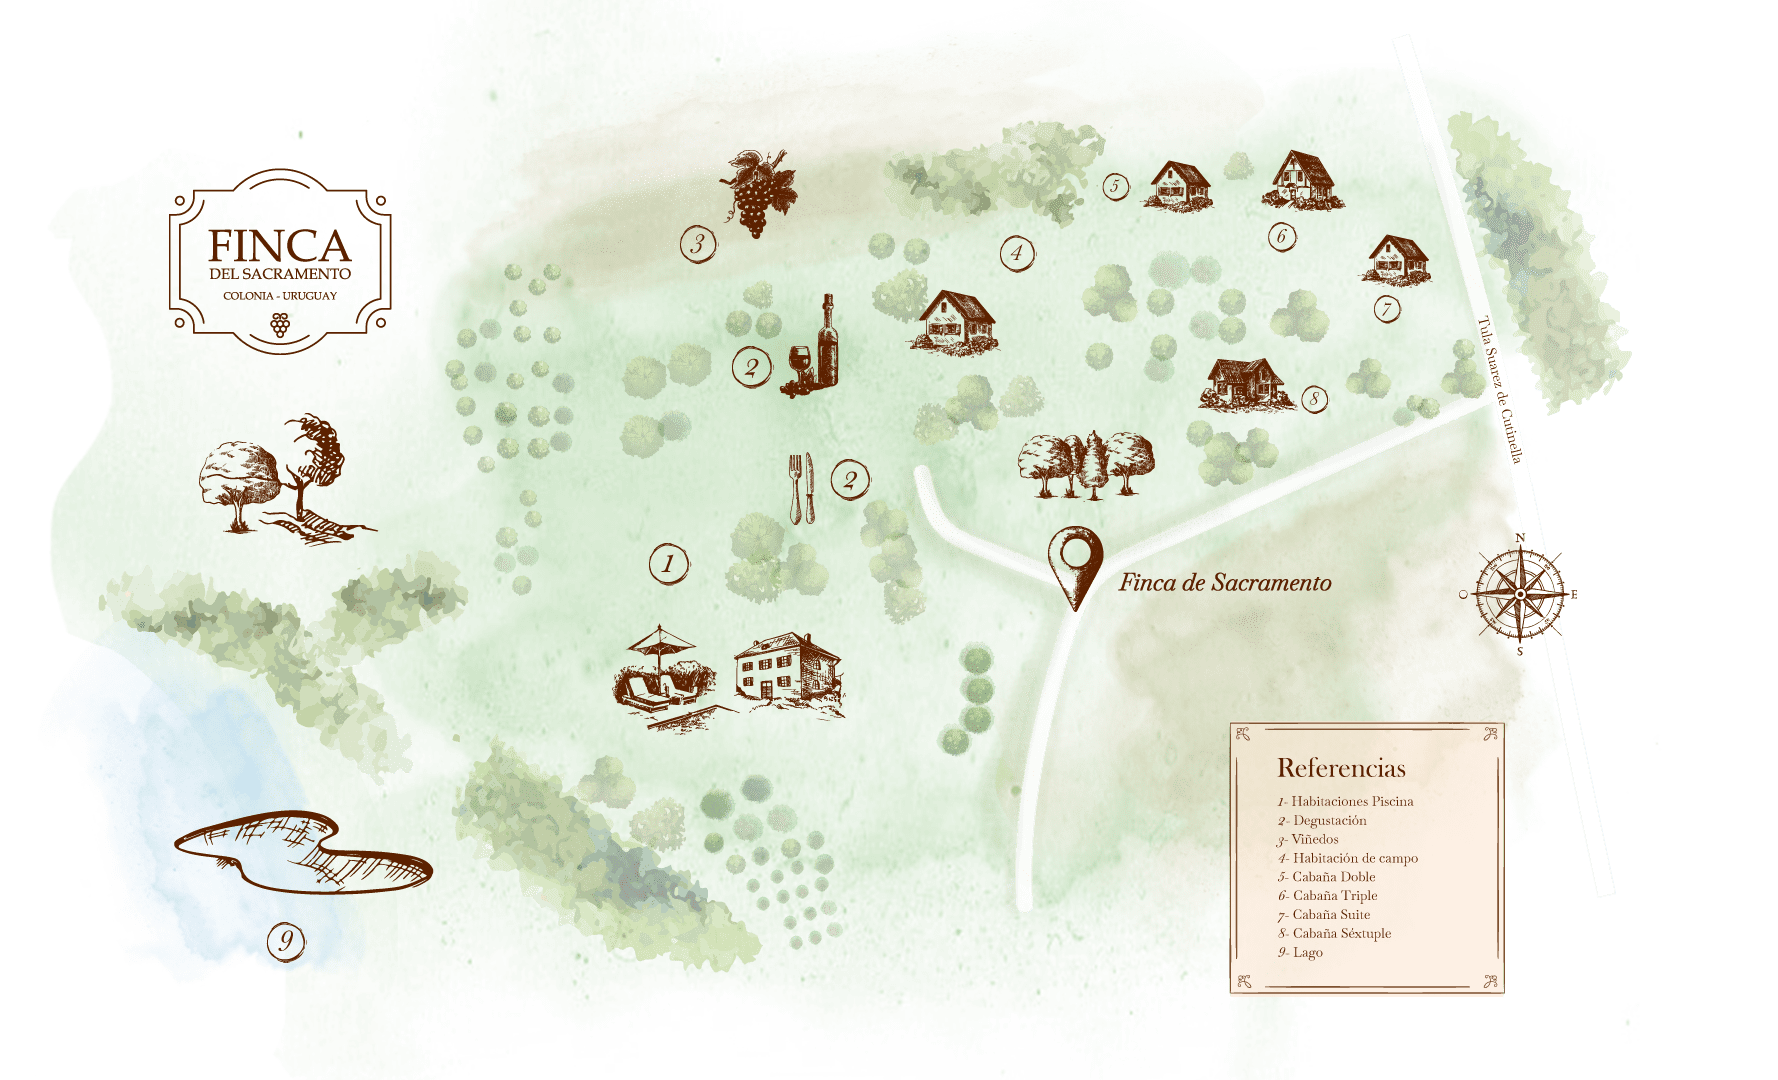 FINCA
DEL SACRAMENTO
COLONIA - URUGUAY
3
5
4
6
7
2
8
Tula Suarez de Cutinella
2
1
Finca de Sacramento
N
O
E
S
9
Referencias
1- Habitaciones Piscina
2- Degustación
3- Viñedos
4- Habitación de campo
5- Cabaña Doble
6- Cabaña Triple
7- Cabaña Suite
8- Cabaña Séxtuple
9- Lago